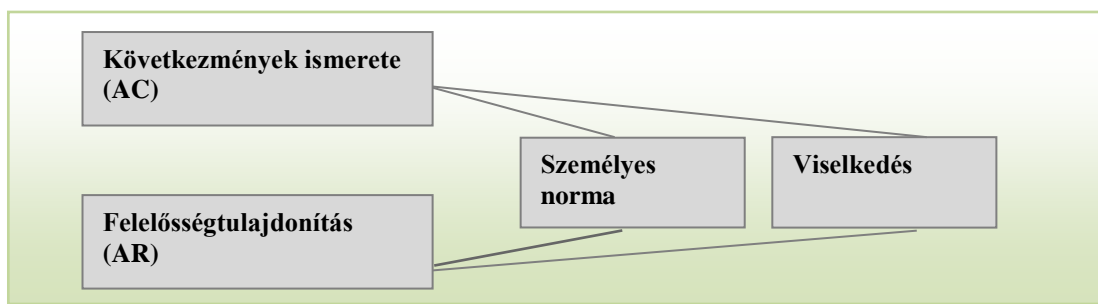 Következmények ismerete
(AC)
Személyes
norma
Viselkedés
Felelősségtulajdonítás
(AR)